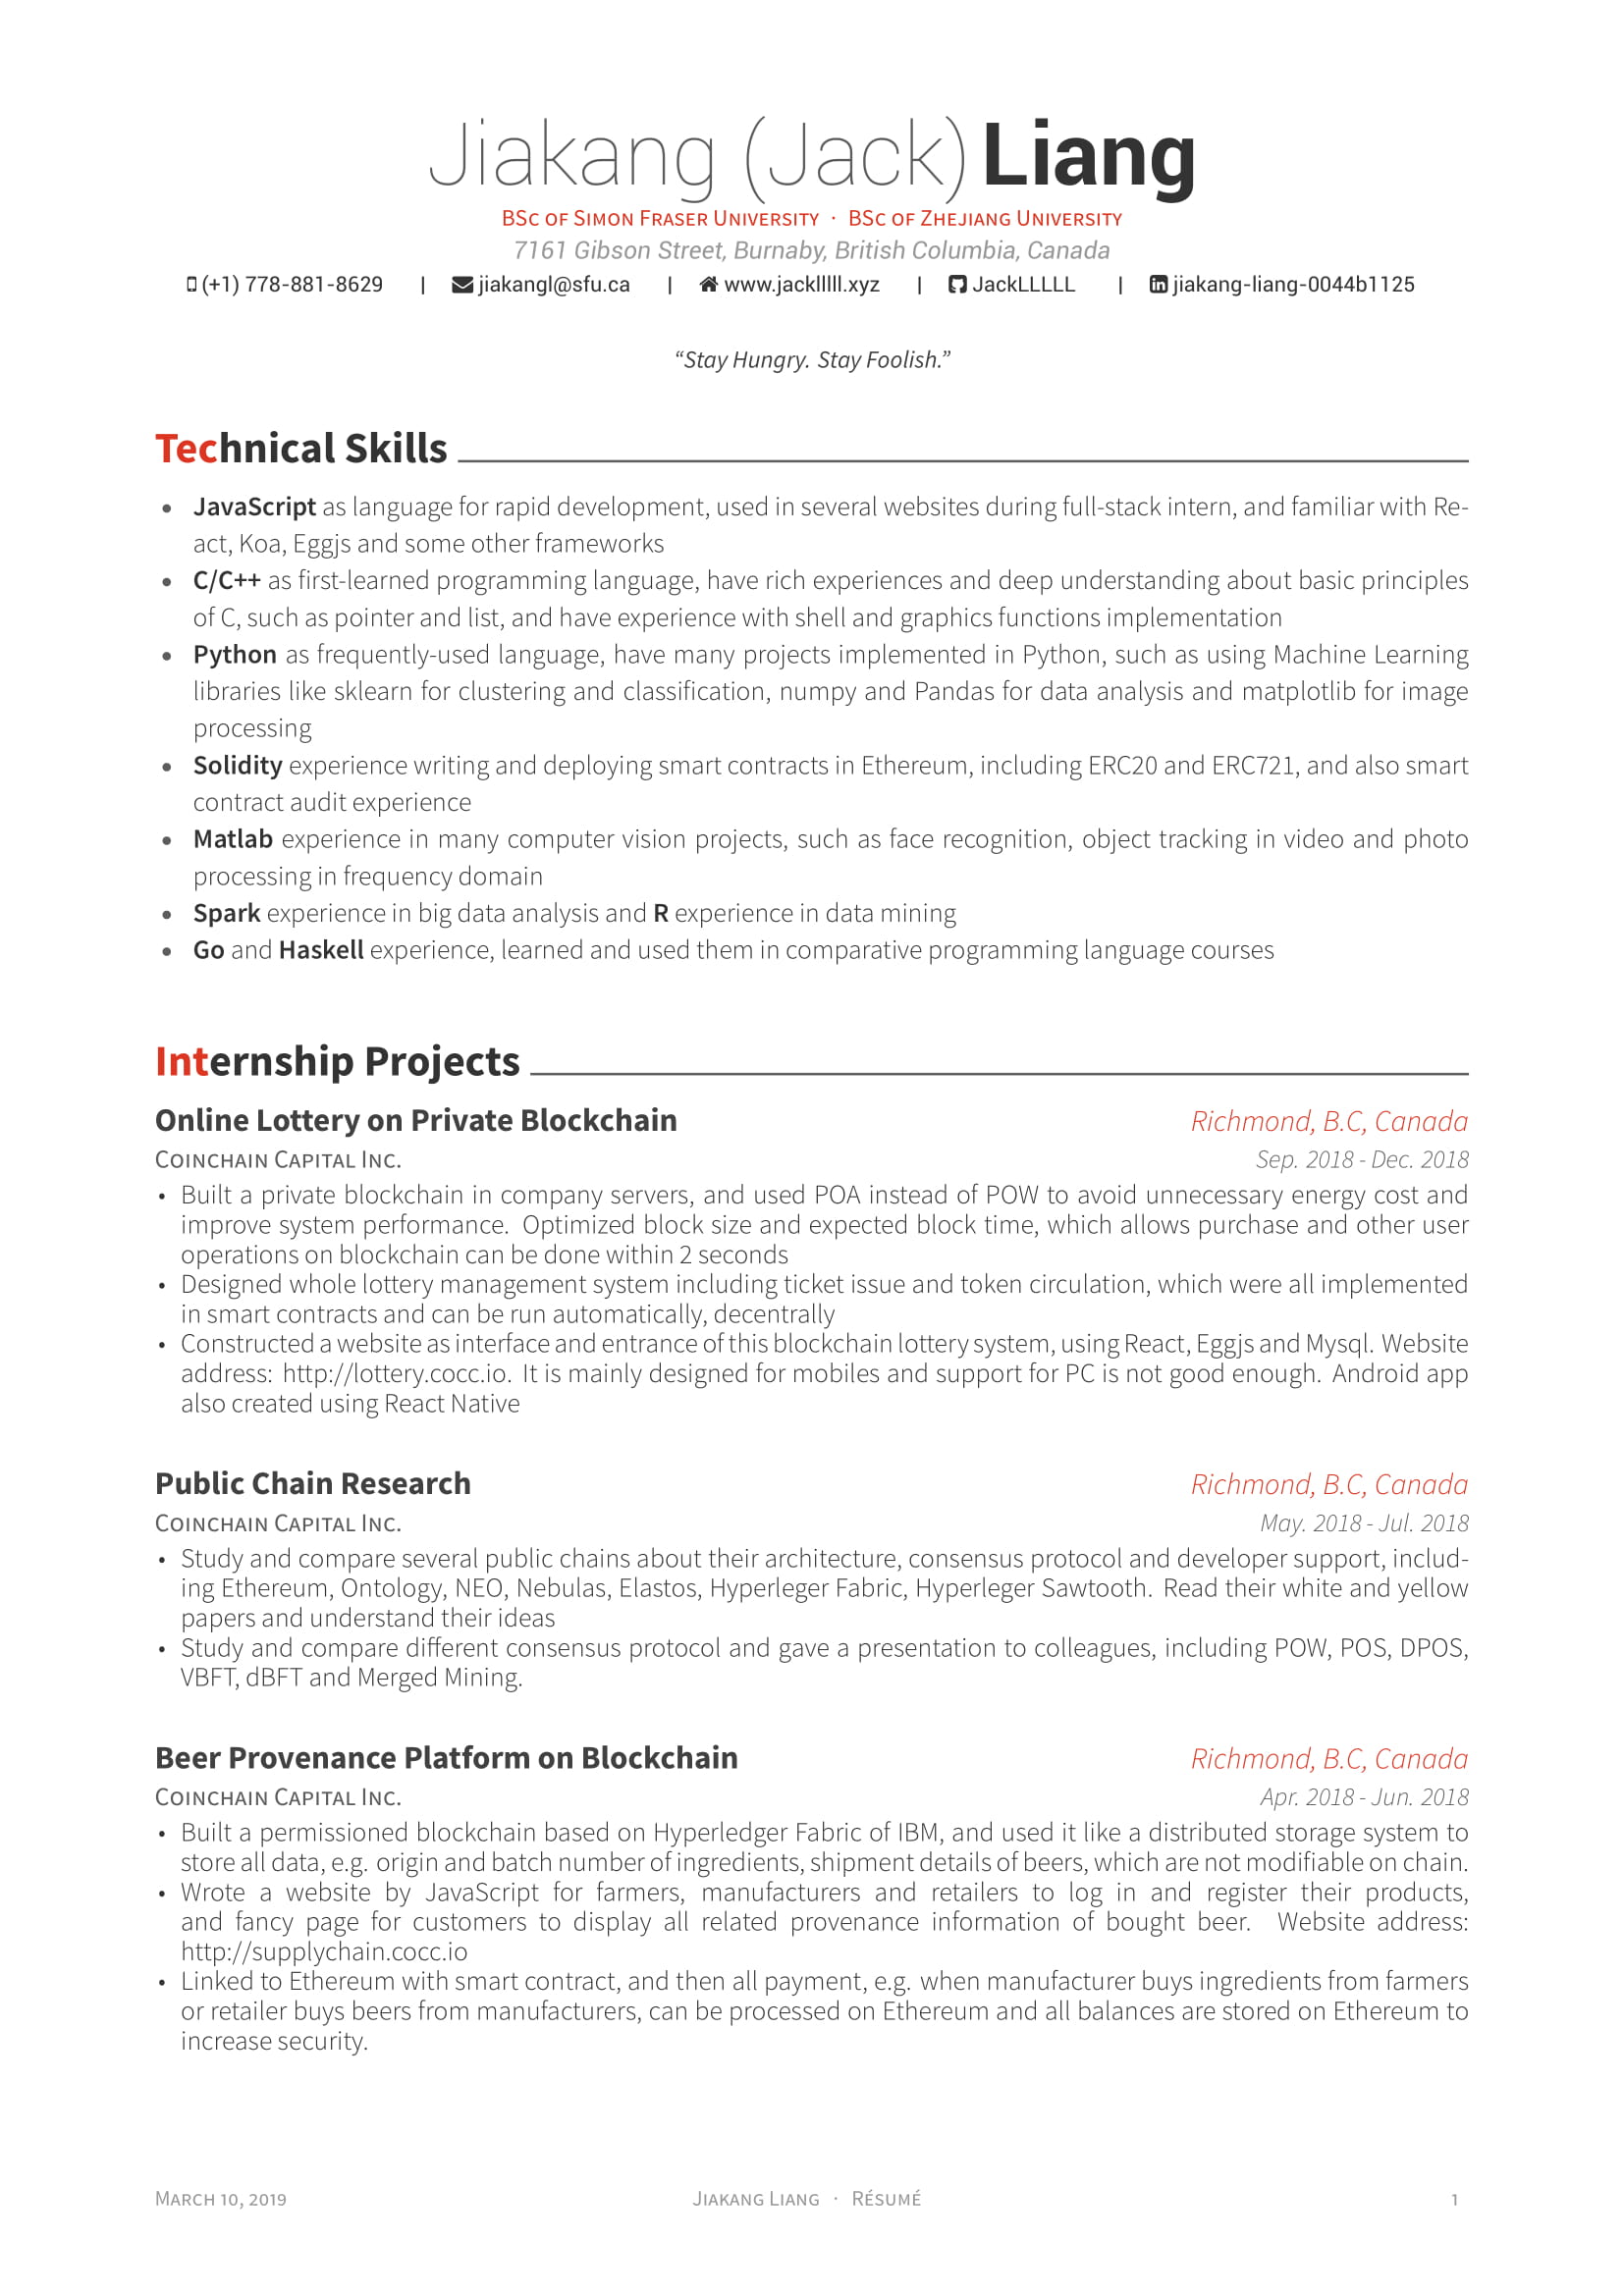 Jiakang (Jack) Liang
BSc of Simon Fraser University · BSc of Zhejiang University
7161 Gibson Street, Burnaby, British Columbia, Canada
(+1) 778-881-8629 | jiakangl@sfu.ca | www.jacklllll.xyz | JackLLLLL | jiakang-liang-0044b1125
“Stay Hungry. Stay Foolish.”
Technical Skills
• JavaScript as language for rapid development, used in several websites during full-stack intern, and familiar with Re-
act, Koa, Eggjs and some other frameworks
• C/C++ as first-learned programming language, have rich experiences and deep understanding about basic principles
of C, such as pointer and list, and have experience with shell and graphics functions implementation
• Python as frequently-used language, have many projects implemented in Python, such as using Machine Learning
libraries like sklearn for clustering and classification, numpy and Pandas for data analysis and matplotlib for image
processing
• Solidity experience writing and deploying smart contracts in Ethereum, including ERC20 and ERC721, and also smart
contract audit experience
• Matlab experience in many computer vision projects, such as face recognition, object tracking in video and photo
processing in frequency domain
• Spark experience in big data analysis and R experience in data mining
• Go and Haskell experience, learned and used them in comparative programming language courses
Internship Projects
Online Lottery on Private Blockchain Richmond, B.C, Canada
Coinchain Capital Inc. Sep. 2018 - Dec. 2018
• Built a private blockchain in company servers, and used POA instead of POW to avoid unnecessary energy cost and
improve system performance. Optimized block size and expected block time, which allows purchase and other user
operations on blockchain can be done within 2 seconds
• Designed whole lottery management system including ticket issue and token circulation, which were all implemented
in smart contracts and can be run automatically, decentrally
• Constructed a website as interface and entrance of this blockchain lottery system, using React, Eggjs and Mysql. Website
address: http://lottery.cocc.io. It is mainly designed for mobiles and support for PC is not good enough. Android app
also created using React Native
Public Chain Research Richmond, B.C, Canada
Coinchain Capital Inc. May. 2018 - Jul. 2018
• Study and compare several public chains about their architecture, consensus protocol and developer support, includ-
ing Ethereum, Ontology, NEO, Nebulas, Elastos, Hyperleger Fabric, Hyperleger Sawtooth. Read their white and yellow
papers and understand their ideas
• Study and compare different consensus protocol and gave a presentation to colleagues, including POW, POS, DPOS,
VBFT, dBFT and Merged Mining.
Beer Provenance Platform on Blockchain Richmond, B.C, Canada
Coinchain Capital Inc. Apr. 2018 - Jun. 2018
• Built a permissioned blockchain based on Hyperledger Fabric of IBM, and used it like a distributed storage system to
store all data, e.g. origin and batch number of ingredients, shipment details of beers, which are not modifiable on chain.
• Wrote a website by JavaScript for farmers, manufacturers and retailers to log in and register their products,
and fancy page for customers to display all related provenance information of bought beer. Website address:
http://supplychain.cocc.io
• Linked to Ethereum with smart contract, and then all payment, e.g. when manufacturer buys ingredients from farmers
or retailer buys beers from manufacturers, can be processed on Ethereum and all balances are stored on Ethereum to
increase security.
March 10, 2019 Jiakang Liang · Résumé 1